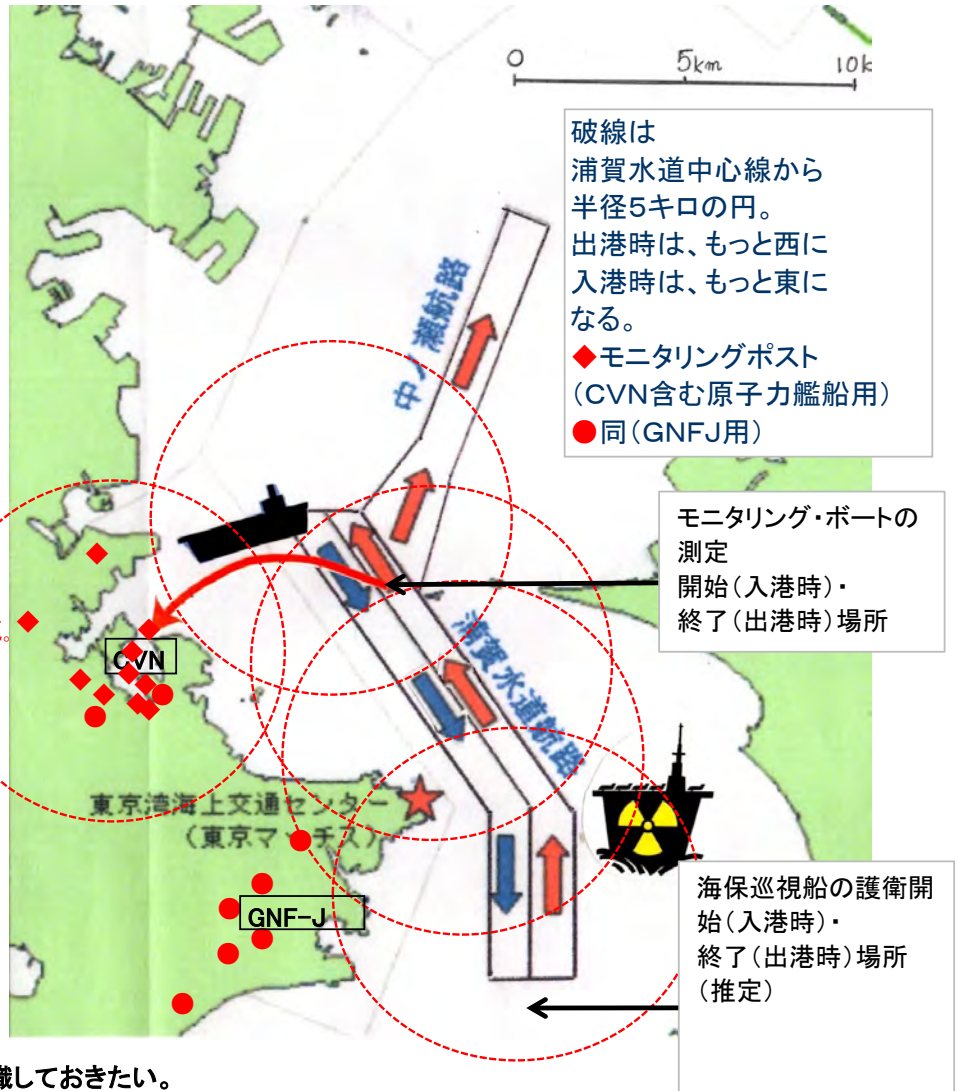 0 5km 10k
破線は
浦賀水道中心線から
半径5キロの円。
出港時は、もっと西に
入港時は、もっと東に
なる。
◆モニタリングポスト
(CVN含む原子力艦船用)
●同(GNFJ用)
中ノ瀬航路
モニタリング・ボートの
測定
開始(入港時)・
終了(出港時)場所
浦賀水道航路
。
CVN
東京湾海上交通センター
(東京マーチス)
GNF-J
海保巡視船の護衛開
始(入港時)・
終了(出港時)場所
(推定)
識しておきたい。